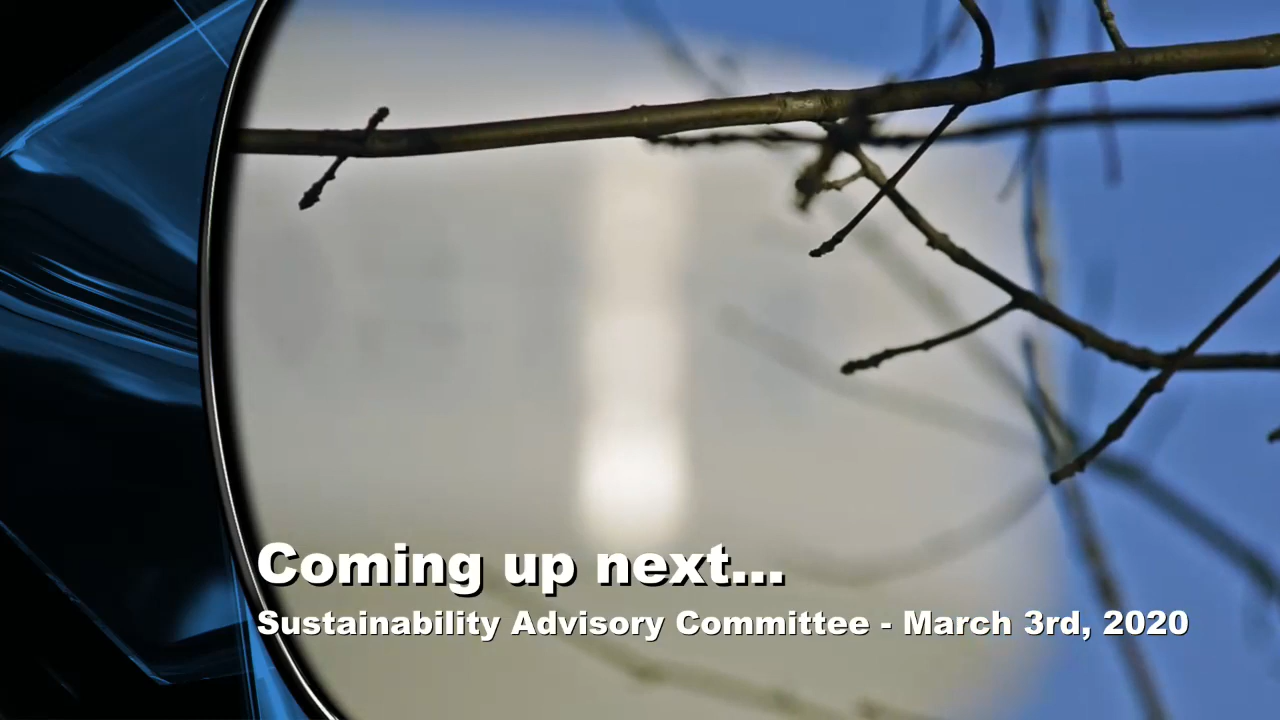 Coming up next...
Sustainability Advisory Committee - March 3rd, 2020